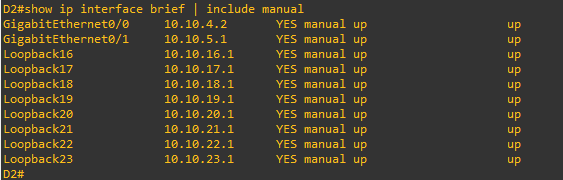 D2#show ip interface brief | include manual
GigabitEthernet0/0 10.10.4.2 YES manual up up
GigabitEthernet0/1 10.10.5.1 YES manual up up
Loopback16 10.10.16.1 YES manual up up
Loopback17 10.10.17.1 YES manual up up
Loopback18 10.10.18.1 YES manual up up
Loopback19 10.10.19.1 YES manual up up
Loopback20 10.10.20.1 YES manual up up
Loopback21 10.10.21.1 YES manual up up
Loopback22 10.10.22.1 YES manual up up
Loopback23 10.10.23.1 YES manual up up
D2#